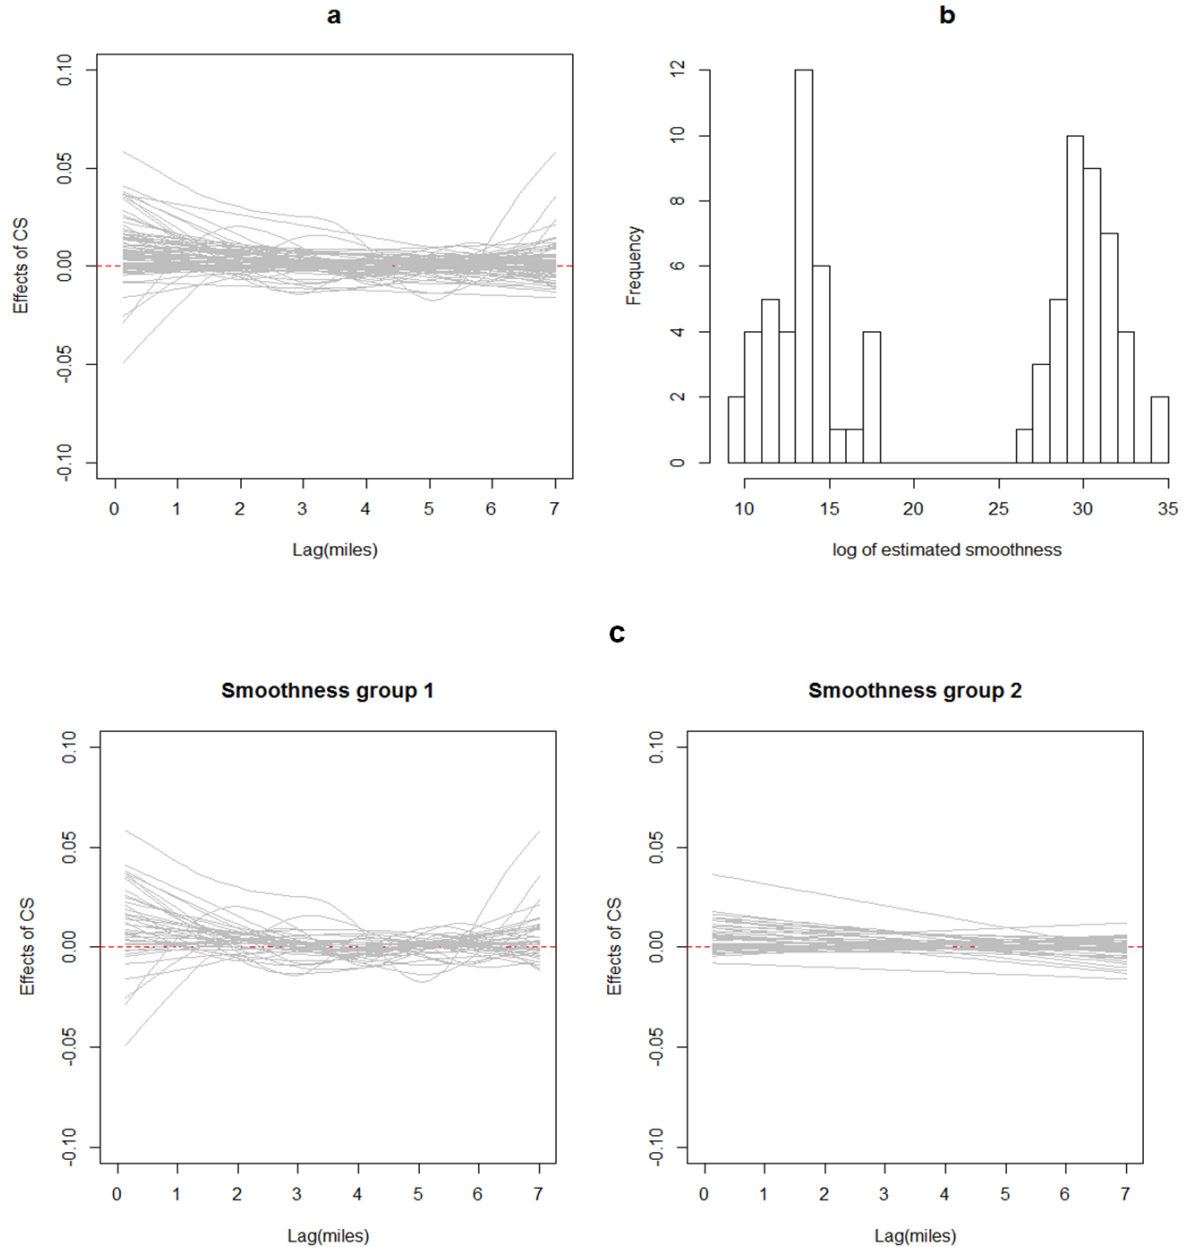 a
Effects of CS
0.10
0.05
0.00
-0.05
-0.10
0 1 2 3 4 5 6 7
Lag(miles)
b
Frequency
12
10
8
6
4
2
0
10 15 20 25 30 35
log of estimated smoothness
c
Smoothness group 1
Effects of CS
0.10
0.05
0.00
-0.05
-0.10
0 1 2 3 4 5 6 7
Lag(miles)
Smoothness group 2
Effects of CS
0.10
0.05
0.00
-0.05
-0.10
0 1 2 3 4 5 6 7
Lag(miles)